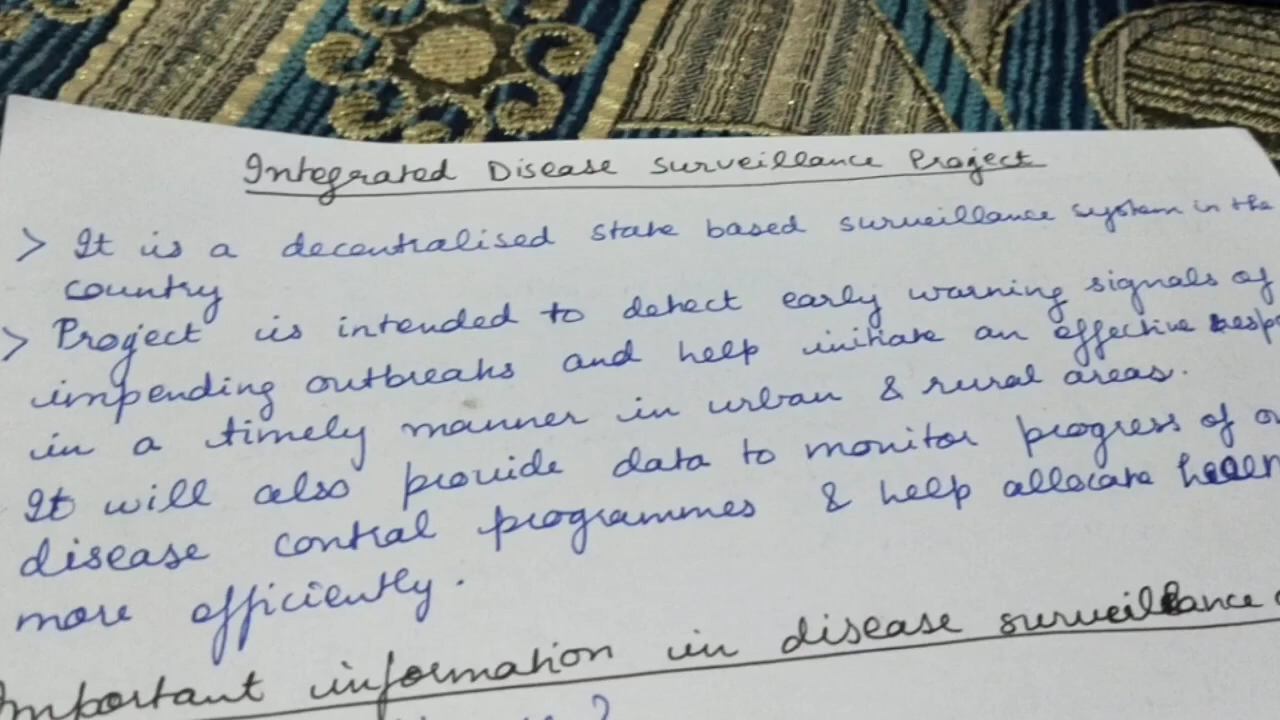 Integrated Disease Surveillance Project
> It is a decentralised state based surveillance system in the
country
> Project is intended to detect early warning signals of
impending outbreaks and help initiate an effective
in a timely manner in urban & rural areas.
It will also provide data to monitor progress of
disease control programmes & help allocate
more efficiently.
Important information in disease surveillance